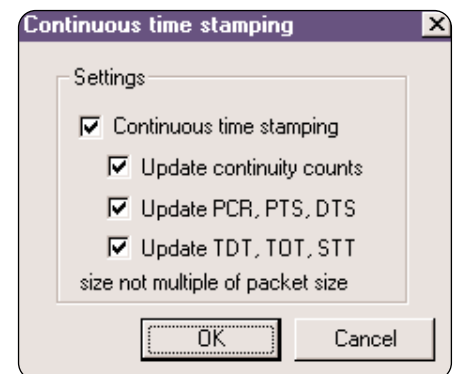 Continuous time stamping
Settings
Continuous time stamping
Update continuity counts
Update PCR, PTS, DTS
Update TDT, TOT, STT
size not multiple of packet size
OK Cancel